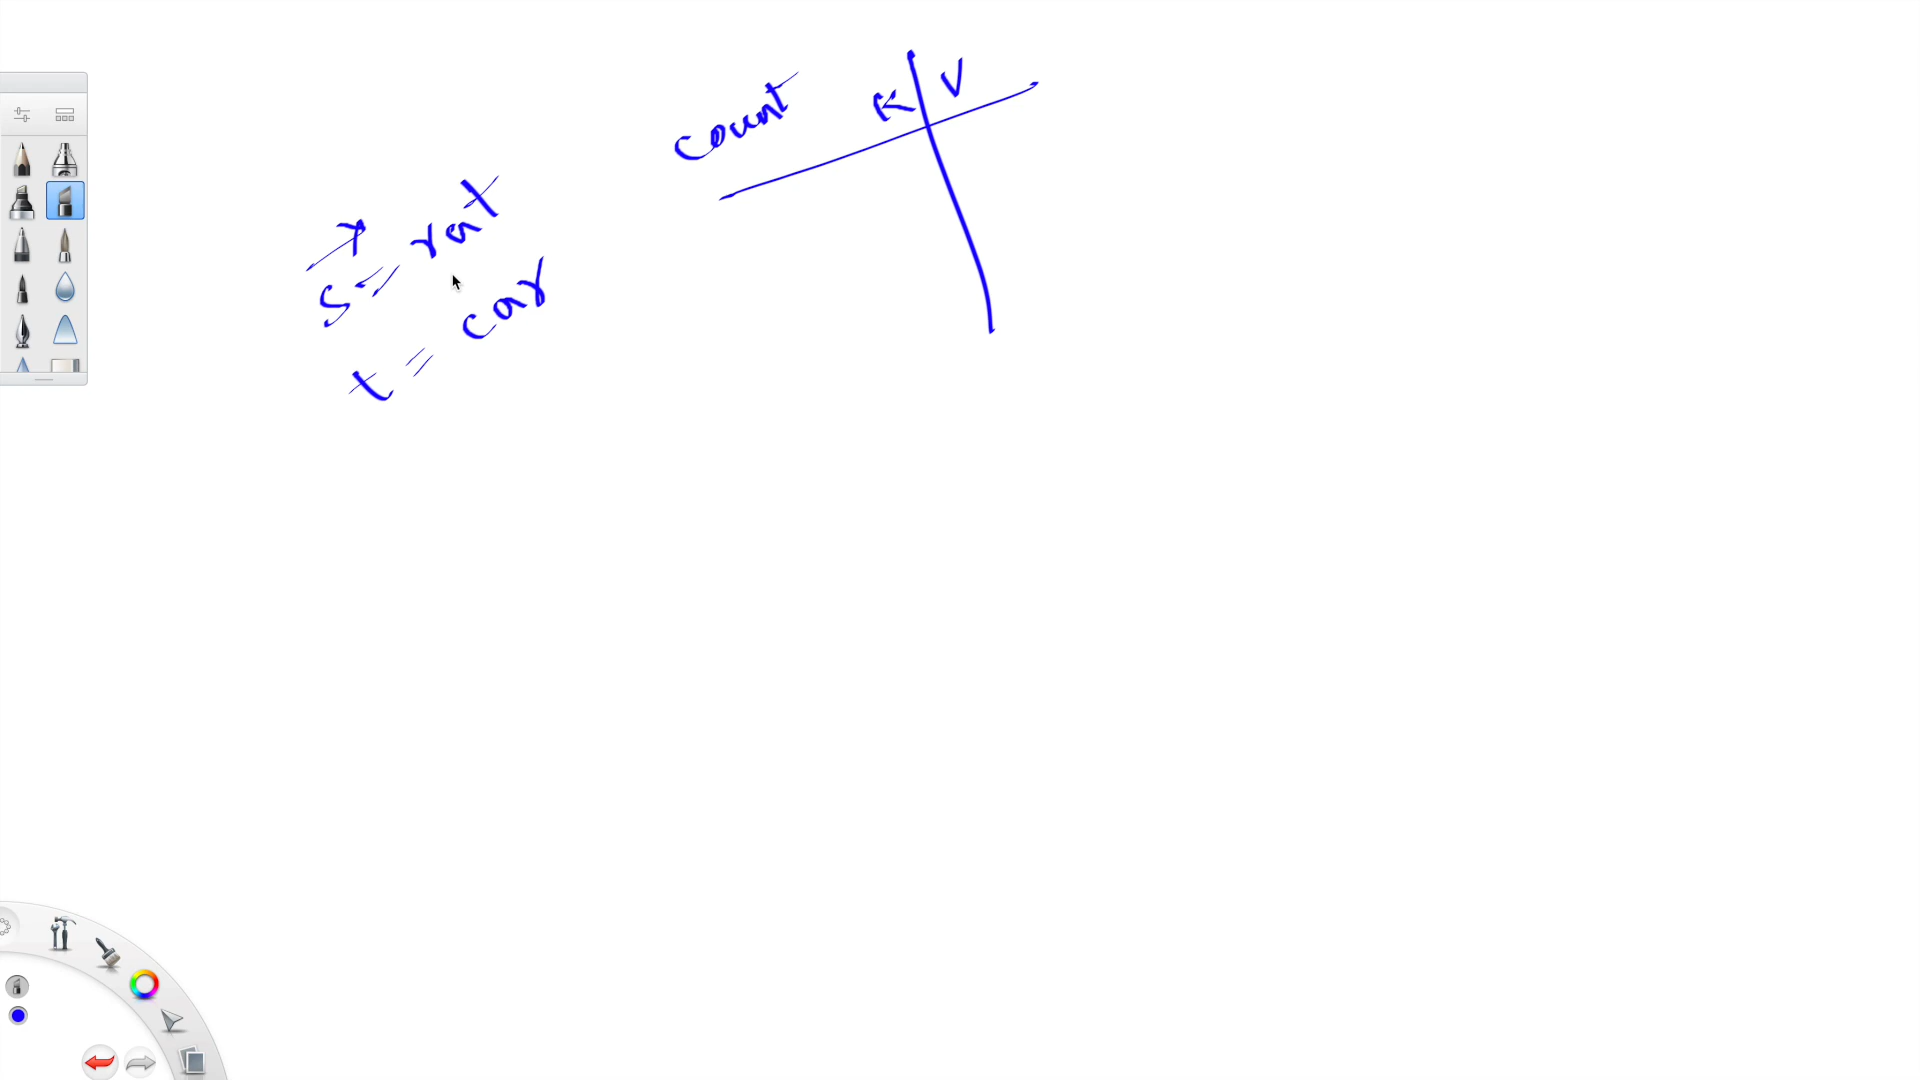 count K V
s = rat
t = car